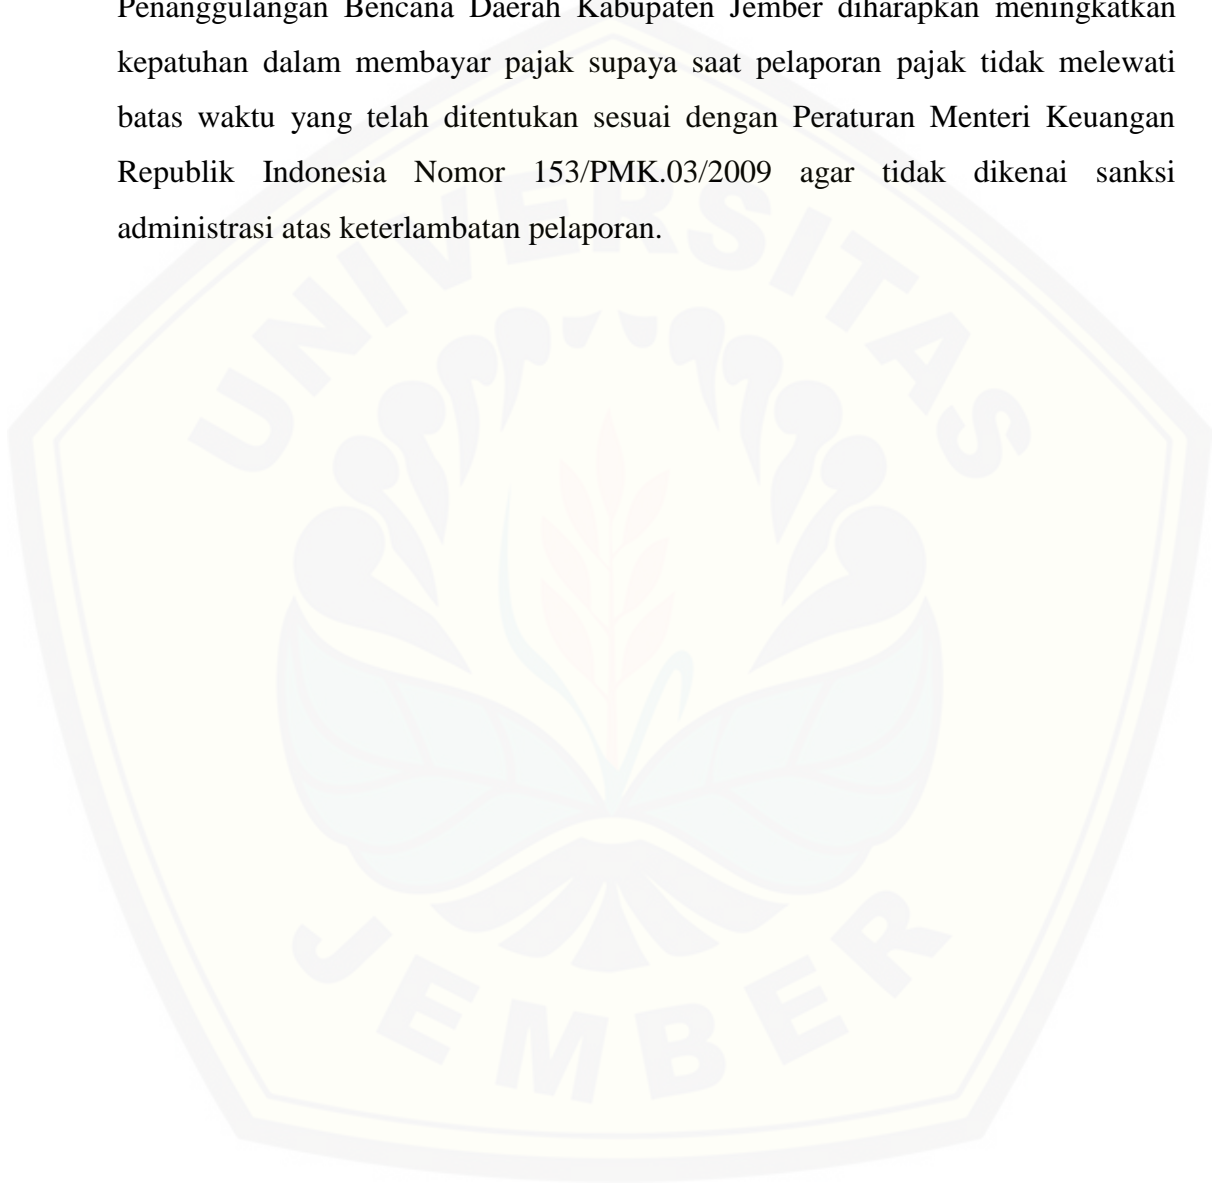 Penanggulangan Bencana Daerah Kabupaten Jember diharapkan meningkatkan
kepatuhan dalam membayar pajak supaya saat pelaporan pajak tidak melewati
batas waktu yang telah ditentukan sesuai dengan Peraturan Menteri Keuangan
Republik Indonesia Nomor 153/PMK.03/2009 agar tidak dikenai sanksi
administrasi atas keterlambatan pelaporan.
UNIVERSITAS
JEMBER